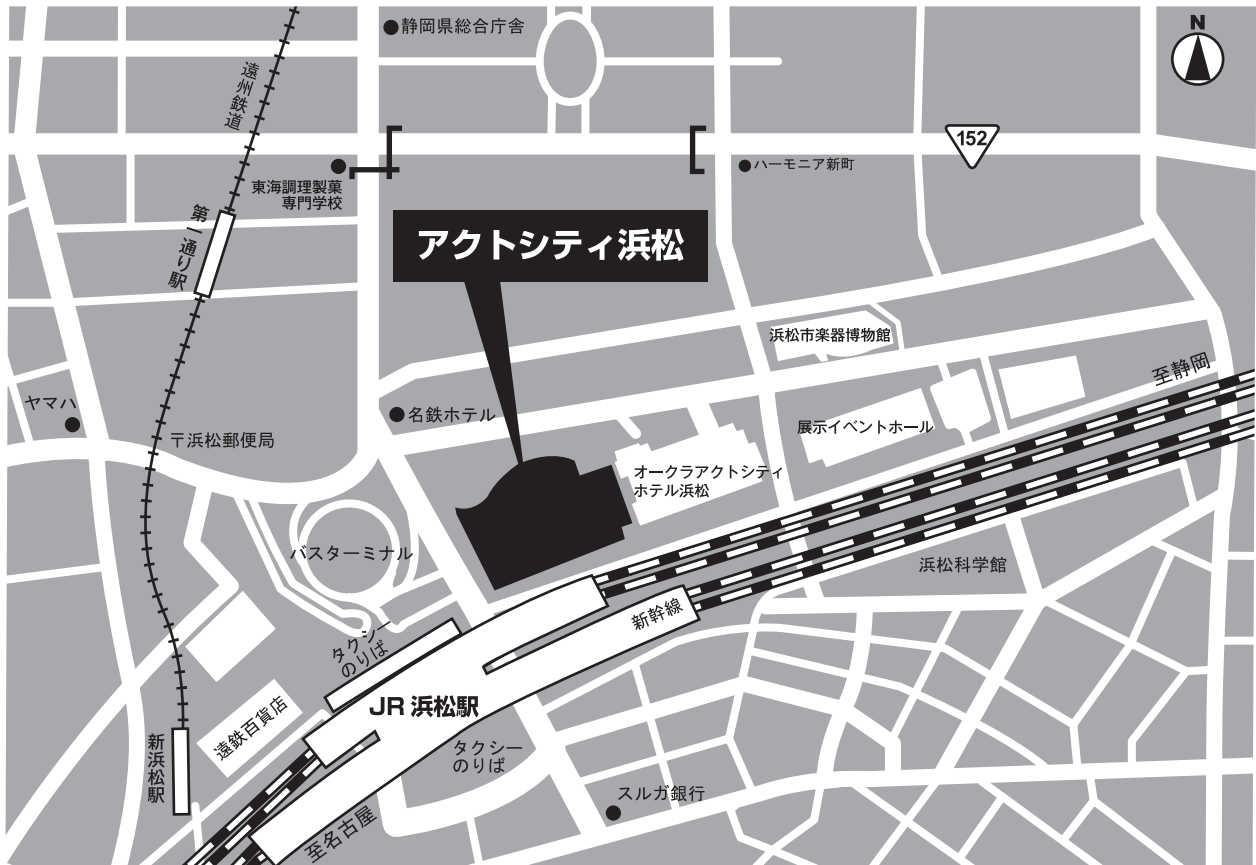 静岡県総合庁舎
N
遠州鉄道
152
東海調理製菓
専門学校
ハーモニア新町
第一通り駅
アクトシティ浜松
浜松市楽器博物館
至静岡
ヤマハ
名鉄ホテル
〒浜松郵便局
展示イベントホール
オークラアクトシティ
ホテル浜松
バスターミナル
浜松科学館
新幹線
タクシー
のりば
JR 浜松駅
遠鉄百貨店
新浜松駅
タクシー
のりば
スルガ銀行
至名古屋